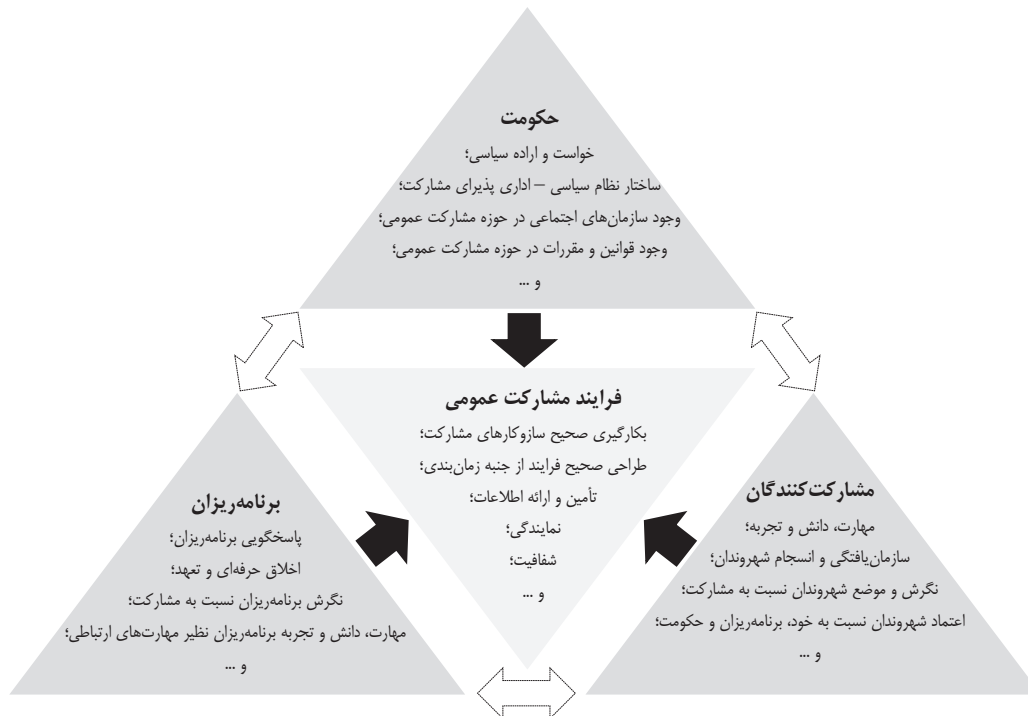 حکومت
خواست و اراده سیاسی؛
ساختار نظام سیاسی – اداری پذیرای مشارکت؛
وجود سازمان‌های اجتماعی در حوزه مشارکت عمومی؛
وجود قوانین و مقررات در حوزه مشارکت عمومی؛
و ...
فرایند مشارکت عمومی
بکارگیری صحیح سازوکارهای مشارکت؛
طراحی صحیح فرایند از جنبه زمان‌بندی؛
تأمین و ارائه اطلاعات؛
نمایندگی؛
شفافیت؛
و ...
مشارکت‌کنندگان
مهارت، دانش و تجربه؛
سازمان‌یافتگی و انسجام شهروندان؛
نگرش و موضع شهروندان نسبت به مشارکت؛
اعتماد شهروندان نسبت به خود، برنامه‌ریزان و حکومت؛
و ...
برنامه‌ریزان
پاسخگویی برنامه‌ریزان؛
اخلاق حرفه‌ای و تعهد؛
نگرش برنامه‌ریزان نسبت به مشارکت؛
مهارت، دانش و تجربه برنامه‌ریزان نظیر مهارت‌های ارتباطی؛
و ...